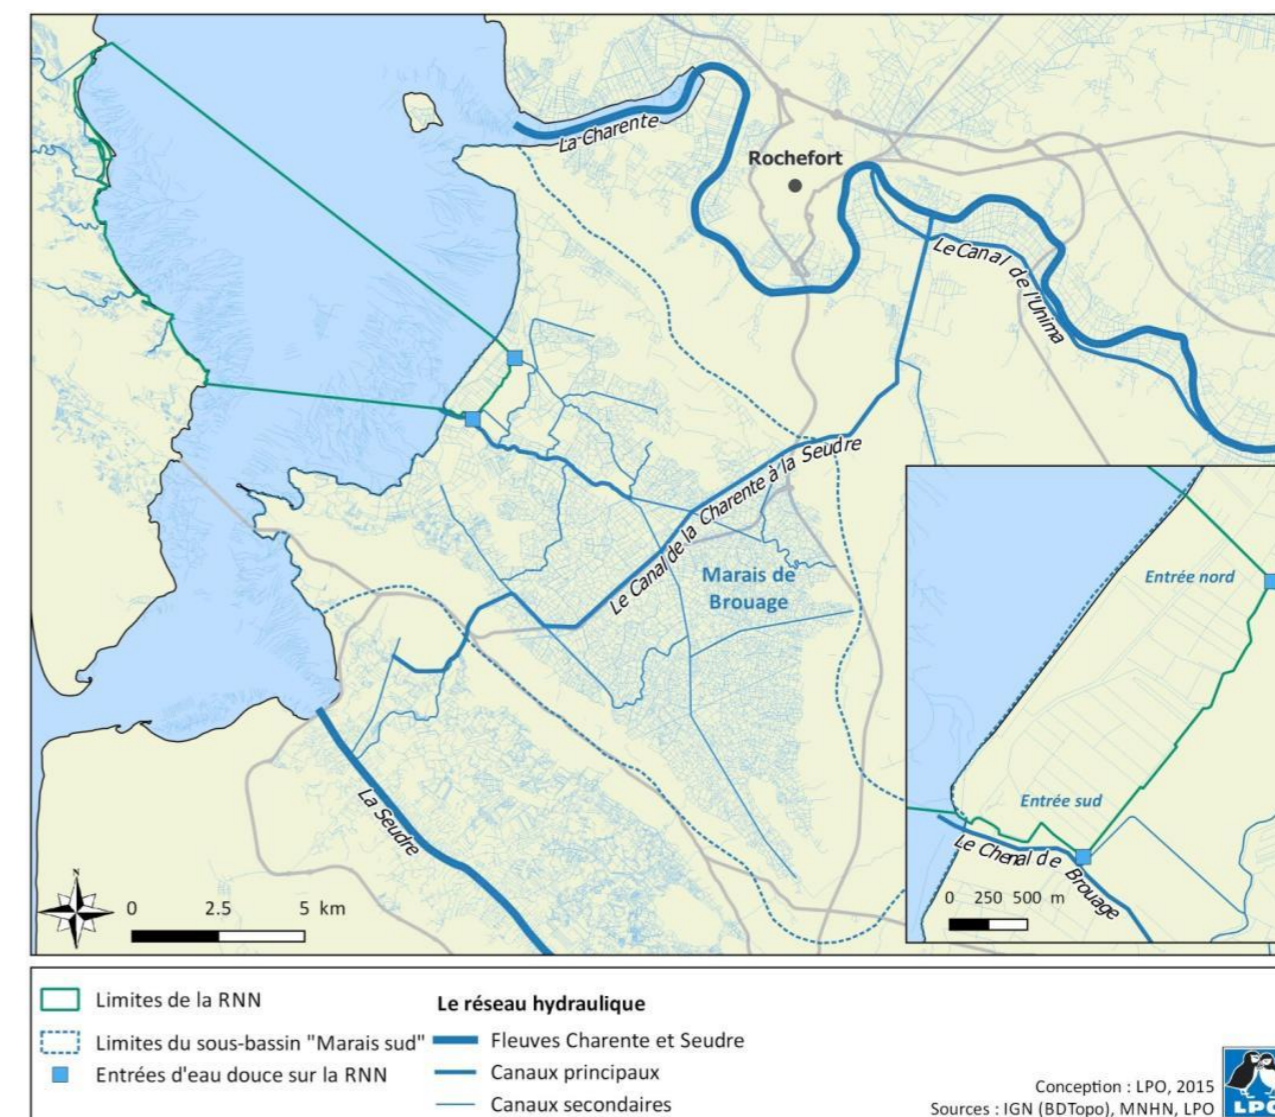 La Charente
Rochefort
Le Canal de l'Unima
Le Canal de la Charente à la Seudre
Marais de
Brouage
La Seudre
N
0 2.5 5 km
Entrée nord
Entrée sud
Le Chenal de Brouage
0 250 500 m
Limites de la RNN
Limites du sous-bassin "Marais sud"
Entrées d'eau douce sur la RNN
Le réseau hydraulique
Fleuves Charente et Seudre
Canaux principaux
Canaux secondaires
Conception : LPO, 2015
Sources : IGN (BDTopo), MNHN, LPO
LPO